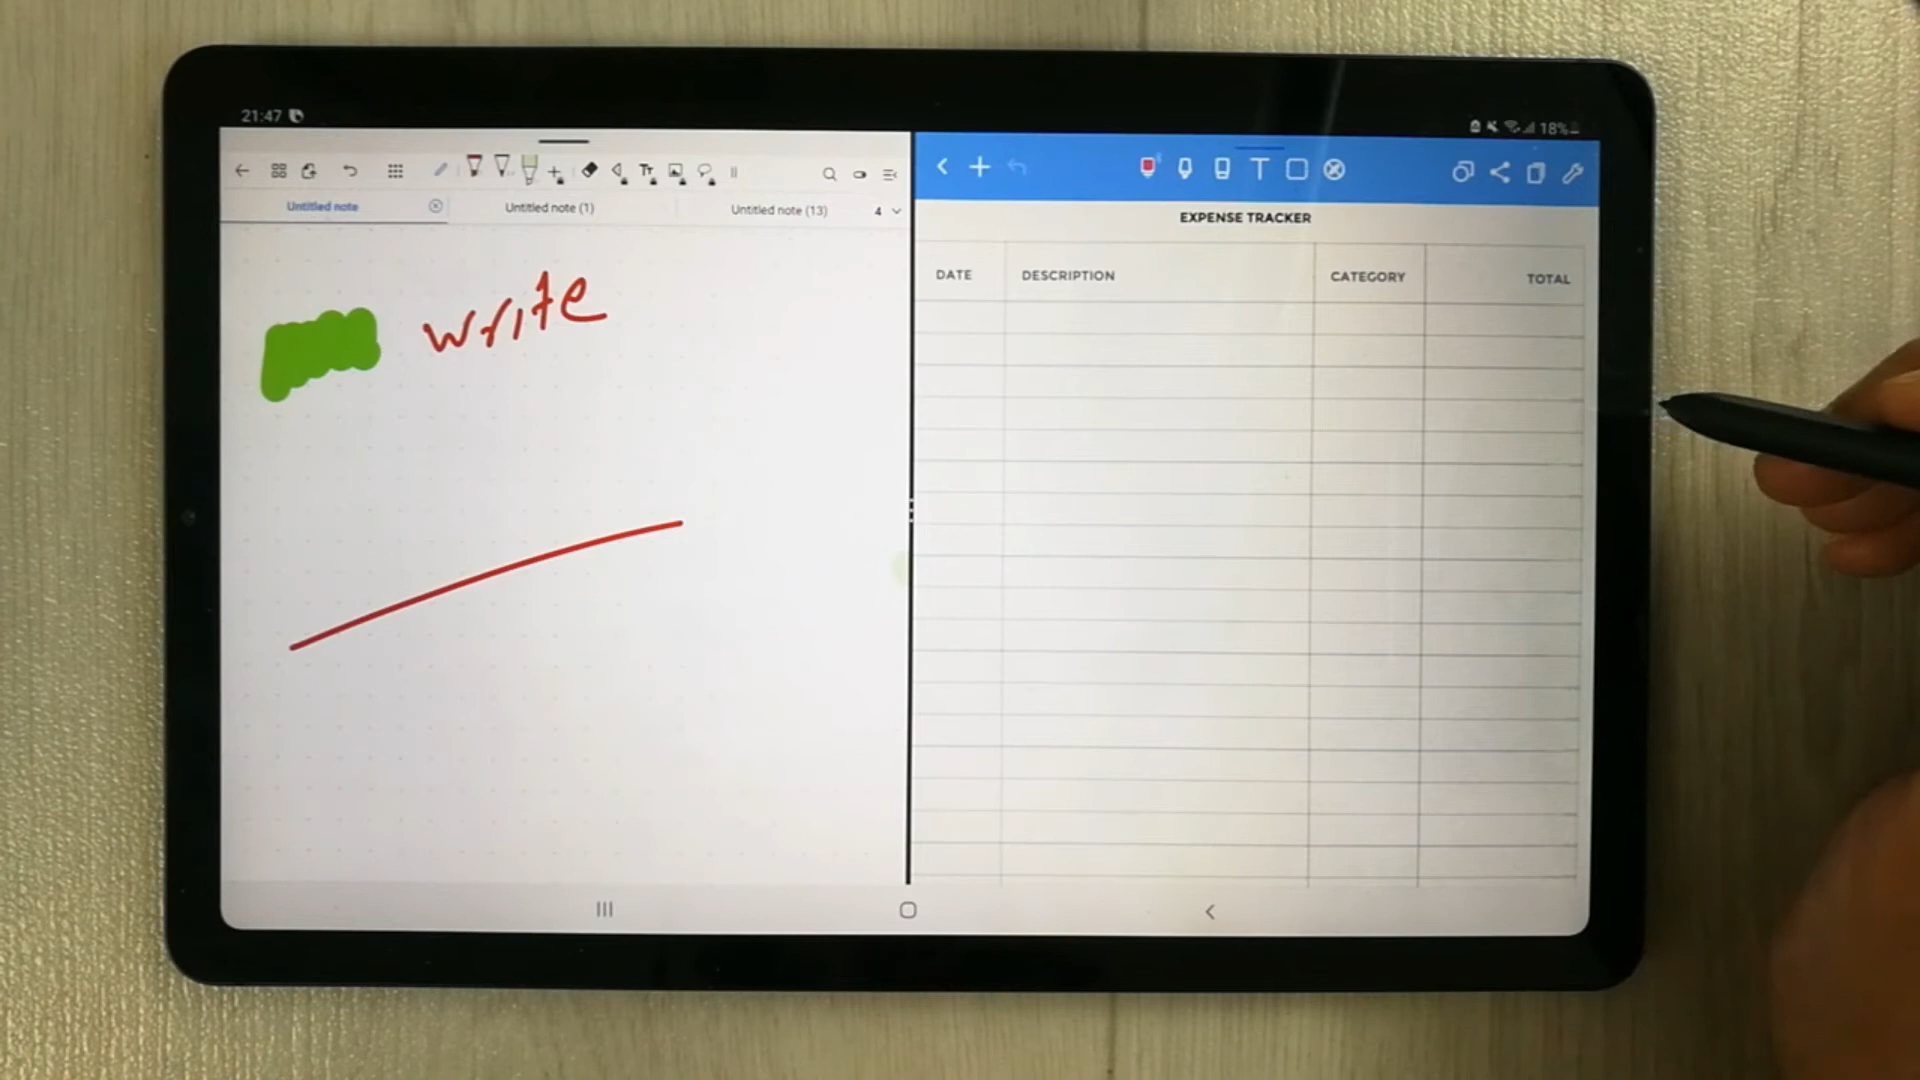 21:47
18%
Untitled note
Untitled note (1)
Untitled note (13)
4
Tr
T
write
EXPENSE TRACKER
DATE DESCRIPTION CATEGORY TOTAL